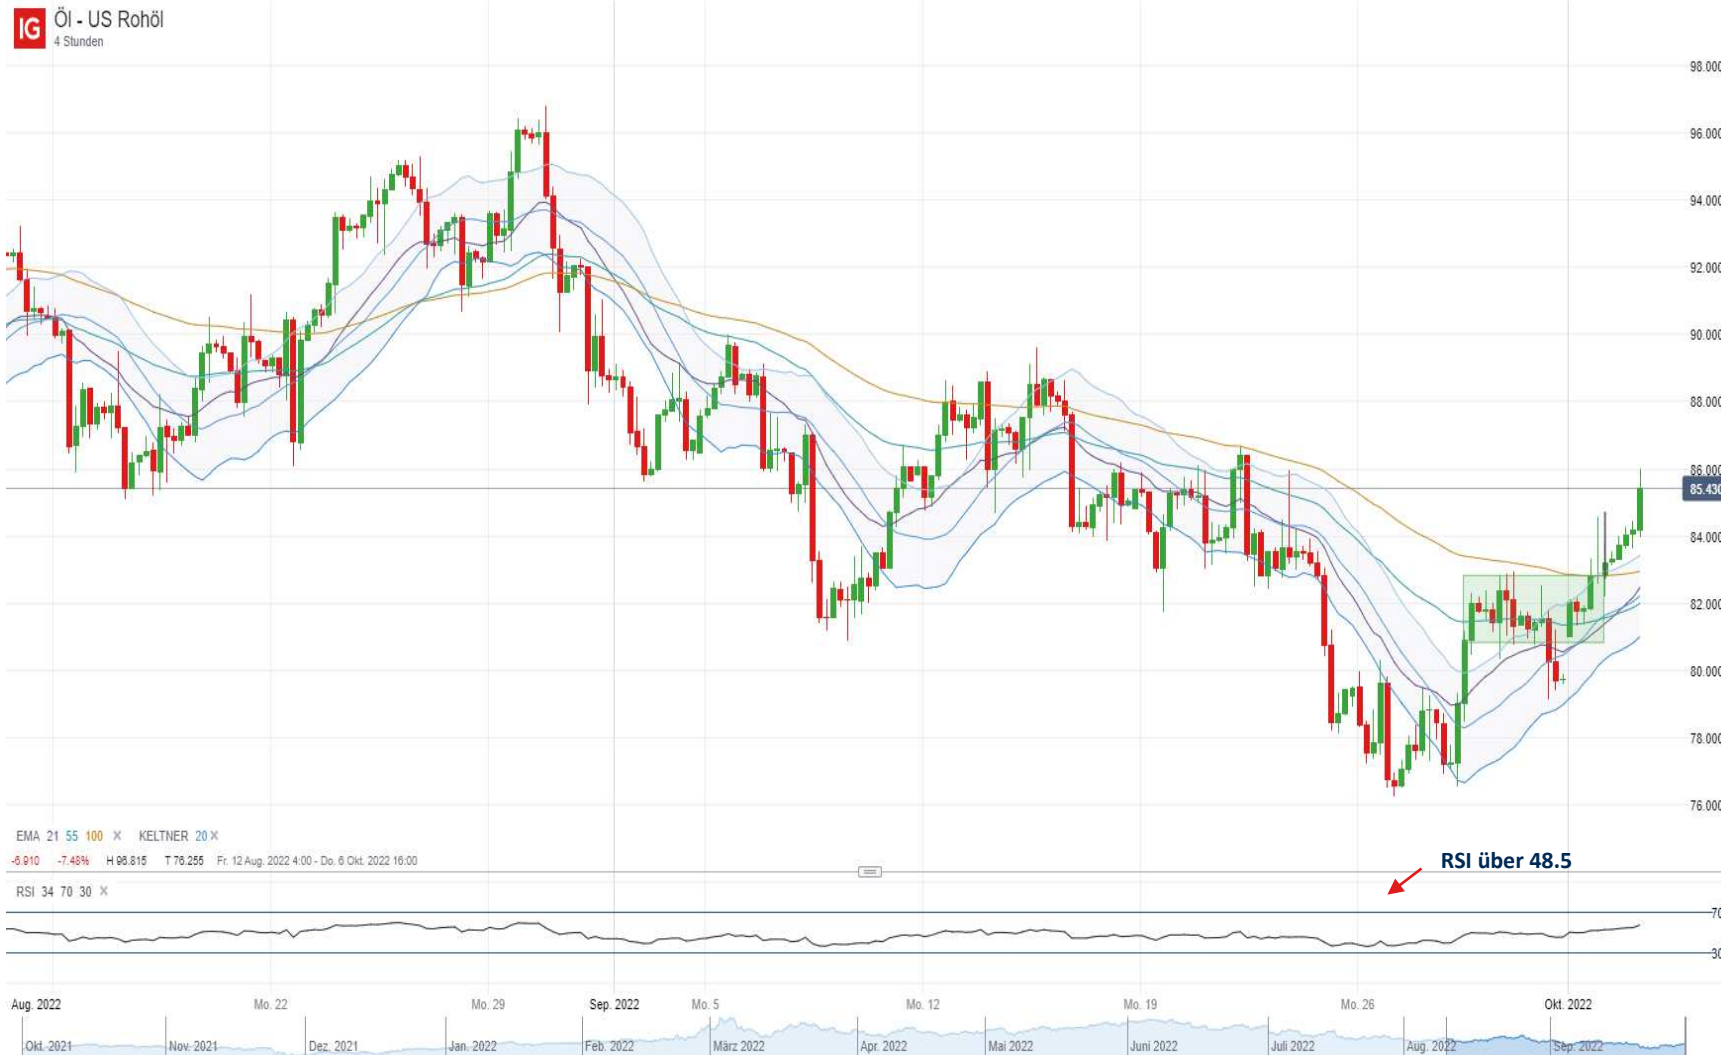 IG
Öl - US Rohöl
4 Stunden
98.000
96.000
94.000
92.000
90.000
88.000
86.000
85.430
84.000
82.000
80.000
78.000
76.000
EMA 21 55 100 × KELTNER 20 ×
-6.910 -7.48% H 96.815 T 76.255 Fr. 12 Aug. 2022 4:00 - Do. 6 Okt. 2022 16:00
RSI über 48.5
RSI 34 70 30 ×
70
30
Aug. 2022 Mo. 22 Mo. 29 Sep. 2022 Mo. 5 Mo. 12 Mo. 19 Mo. 26 Okt. 2022
Okt. 2021 Nov. 2021 Dez. 2021 Jan. 2022 Feb. 2022 März 2022 Apr. 2022 Mai 2022 Juni 2022 Juli 2022 Aug. 2022 Sep. 2022